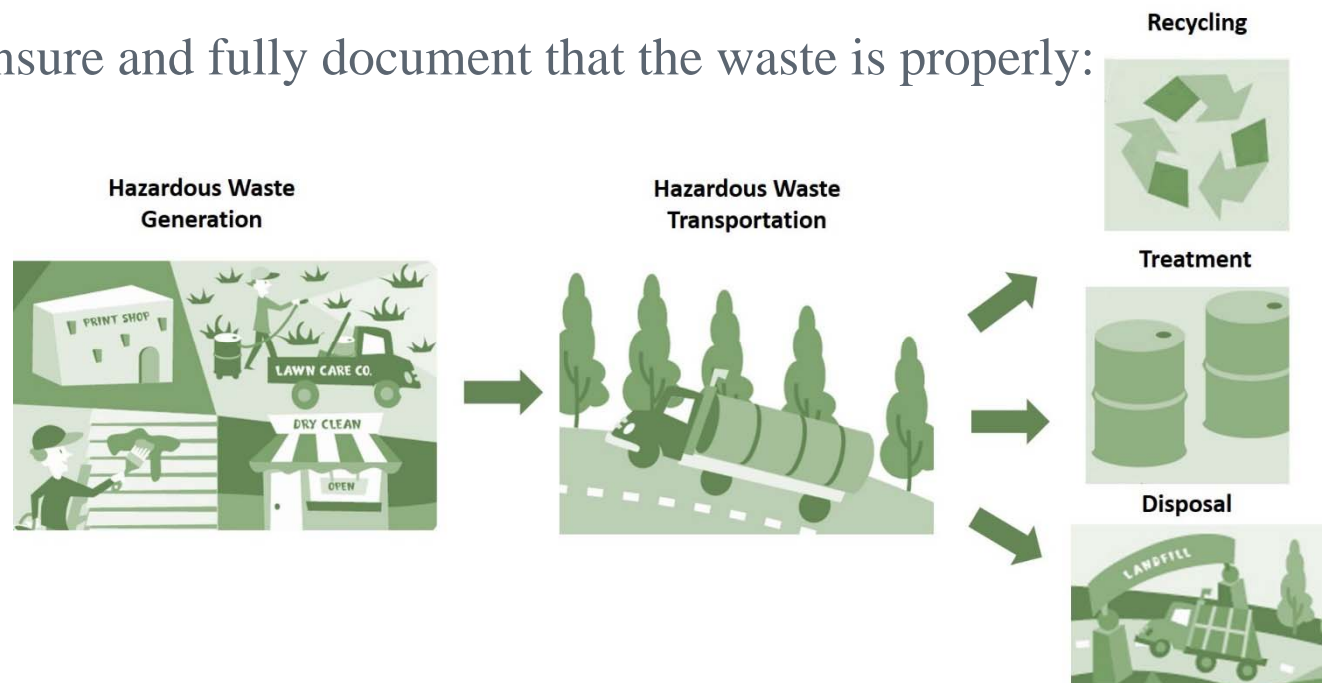 nsure and fully document that the waste is properly:
Hazardous Waste
Generation
PRINT SHOP
LAWN CARE CO.
DRY CLEAN
OPEN
Hazardous Waste
Transportation
Recycling
Treatment
Disposal
LANDFILL